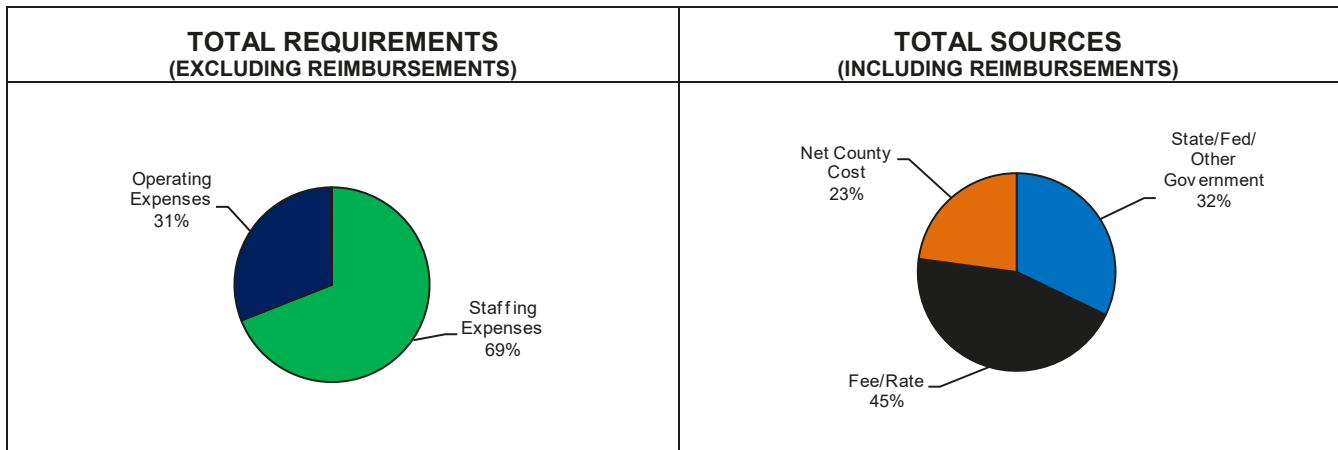 TOTAL REQUIREMENTS
(EXCLUDING REIMBURSEMENTS)
Operating
Expenses
31%
Staffing
Expenses
69%
TOTAL SOURCES
(INCLUDING REIMBURSEMENTS)
Net County
Cost
23%
State/Fed/
Other
Government
32%
Fee/Rate
45%